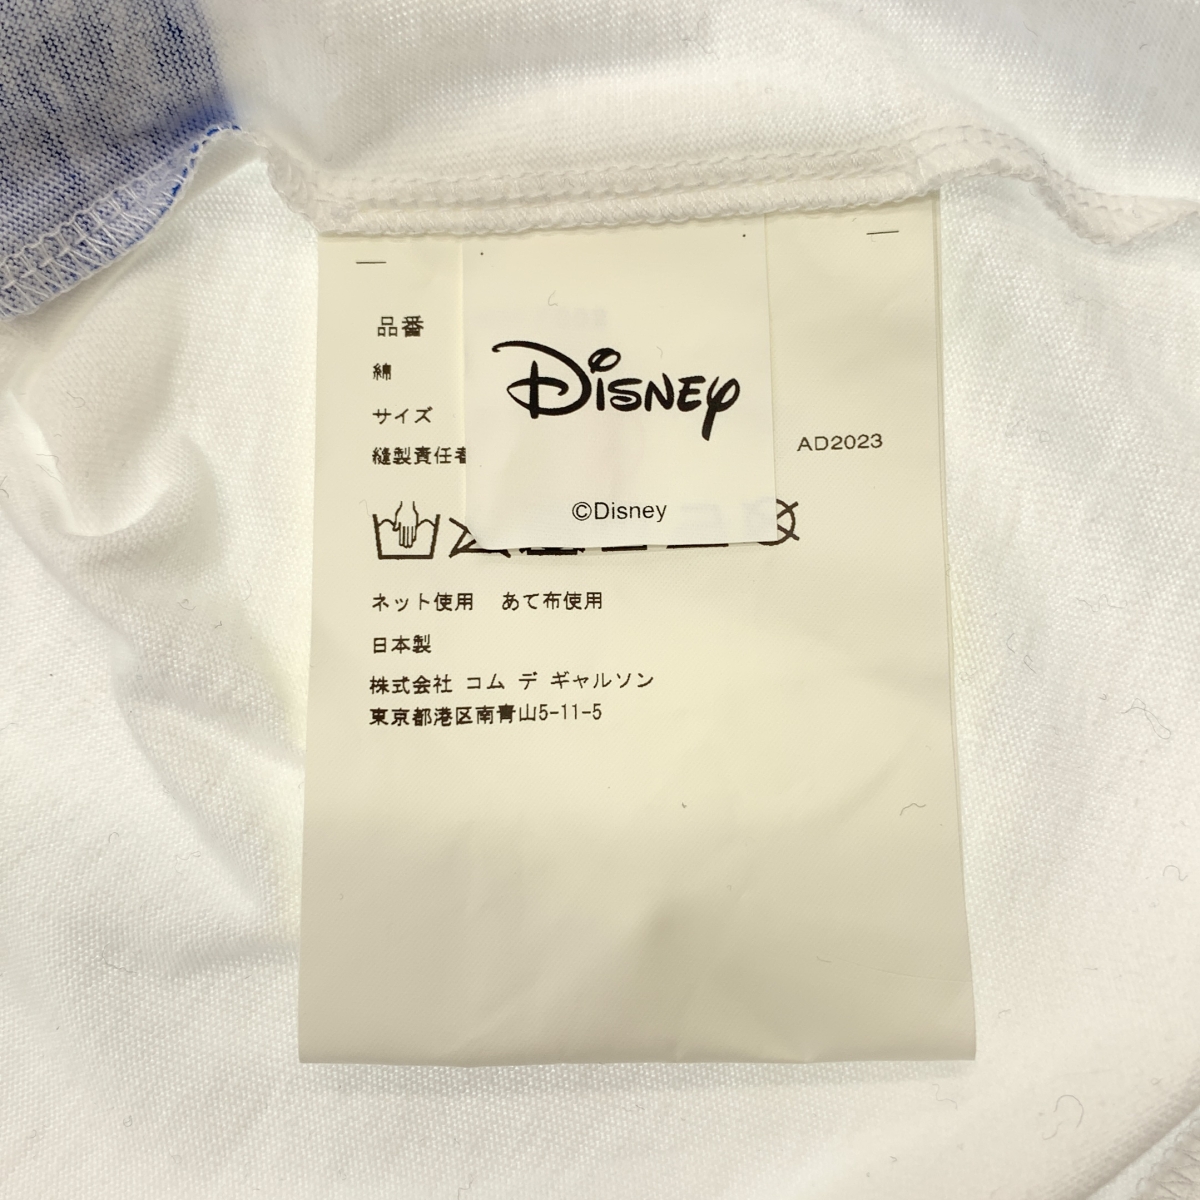 品番
綿
サイズ
縫製責任者
Disney
AD2023
©Disney
ネット使用 あて布使用
日本製
株式会社 コム デ ギャルソン
東京都港区南青山5-11-5